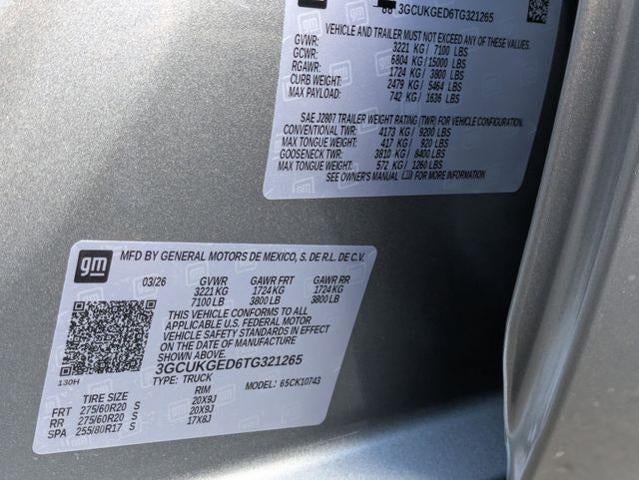 3GCUKGED6TG321265
VEHICLE AND TRAILER MUST NOT EXCEED ANY OF THESE VALUES.
GVWR: 3221 KG / 7100 LBS
GCWR: 6804 KG / 15000 LBS
RGAWR: 1724 KG / 3800 LBS
CURB WEIGHT: 2479 KG / 5464 LBS
MAX PAYLOAD: 742 KG / 1636 LBS
SAE J2807 TRAILER WEIGHT RATING (TWR) FOR VEHICLE CONFIGURATION.
CONVENTIONAL TWR: 4173 KG / 9200 LBS
MAX TONGUE WT: 417 KG / 920 LBS
GOOSENECK TWR: 3810 KG / 8400 LBS
MAX TONGUE WT: 572 KG / 1260 LBS
SEE OWNER'S MANUAL FOR MORE INFORMATION
gm MFD BY GENERAL MOTORS DE MEXICO, S. DE R.L. DE C.V.
03/26 GVWR GAWR FRT GAWR RR
3221 KG 1724 KG 1724 KG
7100 LB 3800 LB 3800 LB
THIS VEHICLE CONFORMS TO ALL
APPLICABLE U.S. FEDERAL MOTOR
VEHICLE SAFETY STANDARDS IN EFFECT
ON THE DATE OF MANUFACTURE
SHOWN ABOVE.
3GCUKGED6TG321265
130H TYPE: TRUCK MODEL: 65CK10743
TIRE SIZE RIM
FRT 275/60R20 S 20X9J
RR 275/60R20 S 20X9J
SPA 255/80R17 S 17X8J